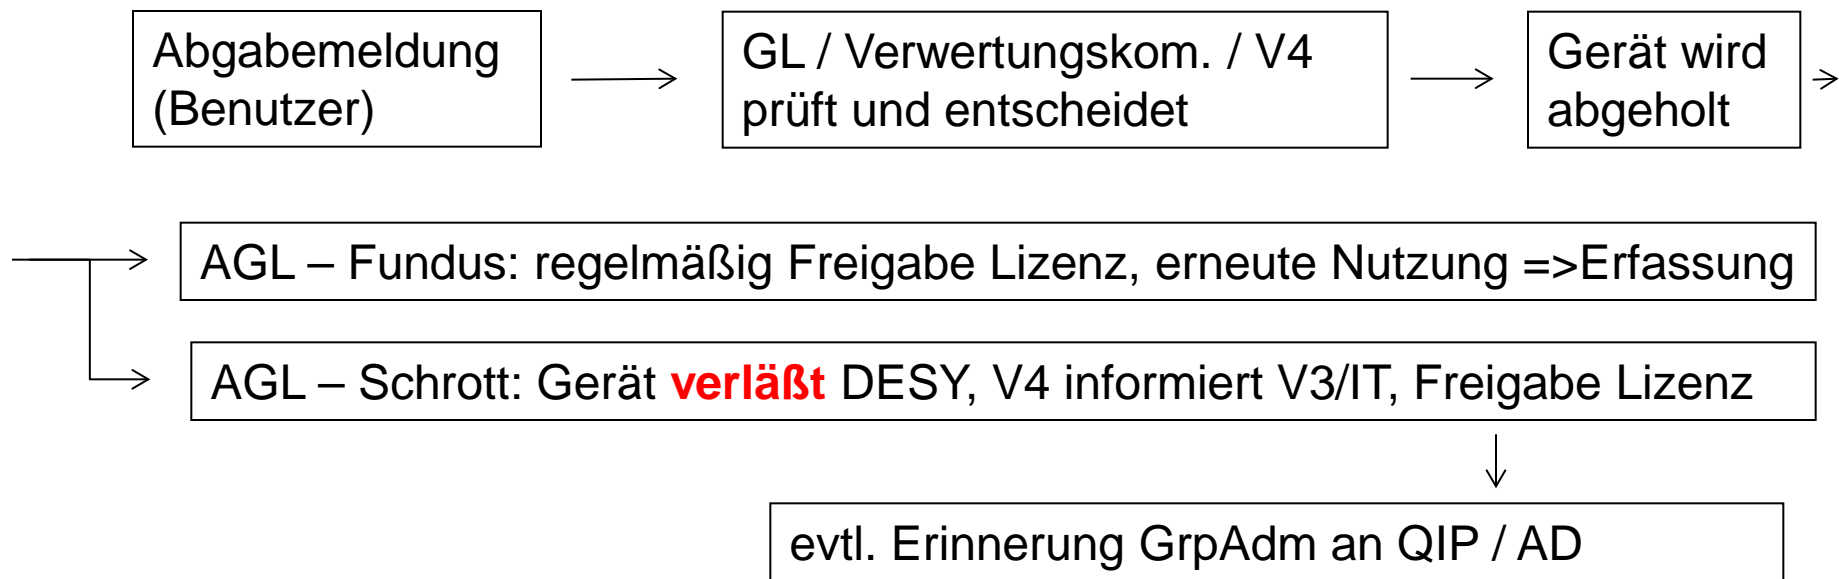 Abgabemeldung
(Benutzer)
GL / Verwertungskom. / V4
prüft und entscheidet
Gerät wird
abgeholt
AGL – Fundus: regelmäßig Freigabe Lizenz, erneute Nutzung =>Erfassung
AGL – Schrott: Gerät verläßt DESY, V4 informiert V3/IT, Freigabe Lizenz
evtl. Erinnerung GrpAdm an QIP / AD